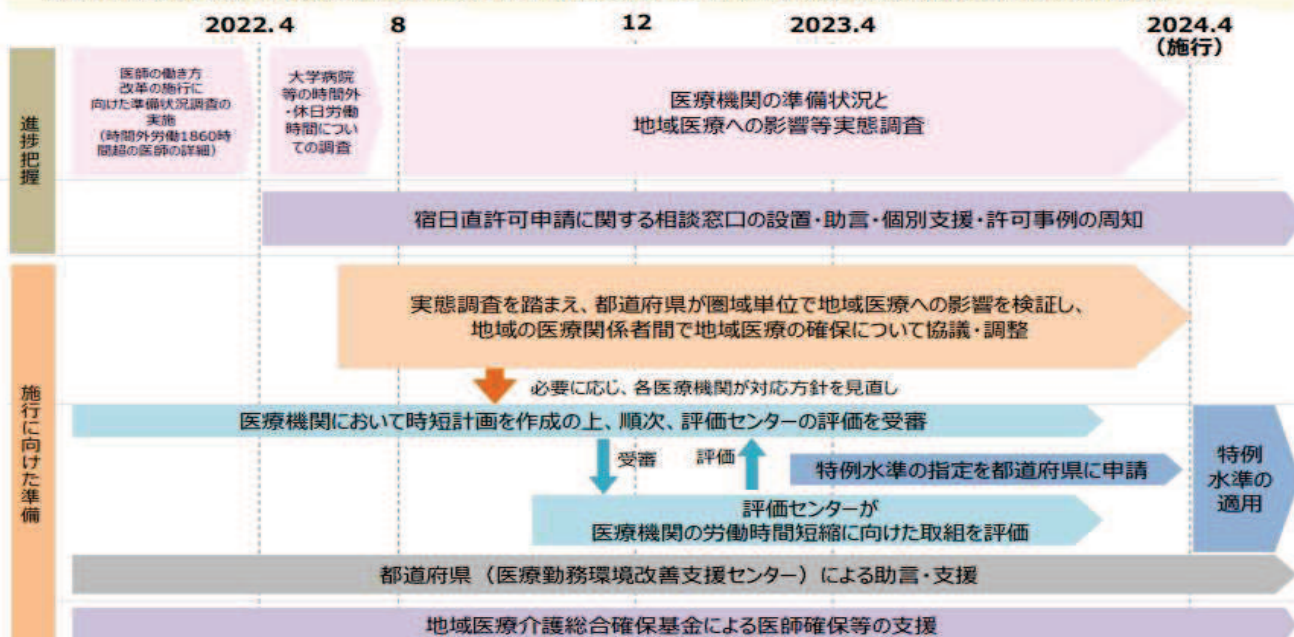 2022.4
8
12
2023.4
2024.4
(施行)
進捗把握
医師の働き方
改革の施行に
向けた準備状況調査の
実施
(時間外労働1860時
間超の医師の詳細)
大学病院
等の時間外
・休日労働
時間につい
ての調査
医療機関の準備状況と
地域医療への影響等実態調査
宿日直許可申請に関する相談窓口の設置・助言・個別支援・許可事例の周知
施行に向けた準備
実態調査を踏まえ、都道府県が圏域単位で地域医療への影響を検証し、
地域の医療関係者間で地域医療の確保について協議・調整
必要に応じ、各医療機関が対応方針を見直し
医療機関において時短計画を作成の上、順次、評価センターの評価を受審
受審
評価
特例水準の指定を都道府県に申請
特例
水準の
適用
評価センターが
医療機関の労働時間短縮に向けた取組を評価
都道府県(医療勤務環境改善支援センター)による助言・支援
地域医療介護総合確保基金による医師確保等の支援